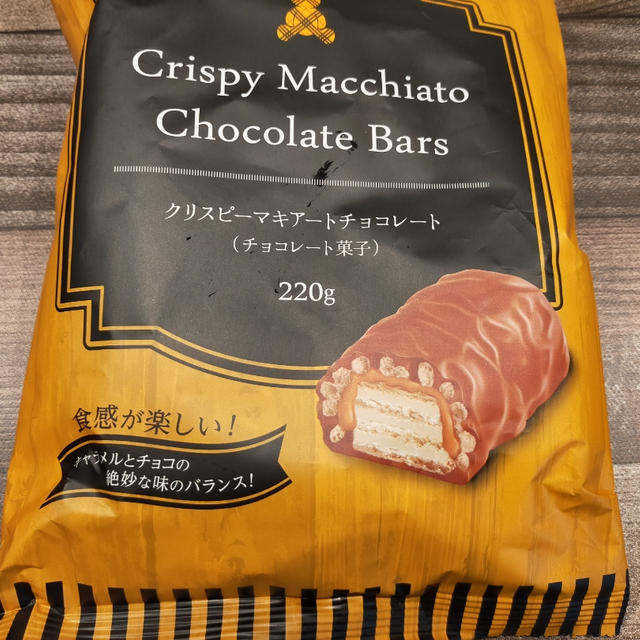 Crispy Macchiato
Chocolate Bars
クリスピーマキアートチョコレート
（チョコレート菓子）
220g
食感が楽しい！
キャラメルとチョコの
絶妙な味のバランス！